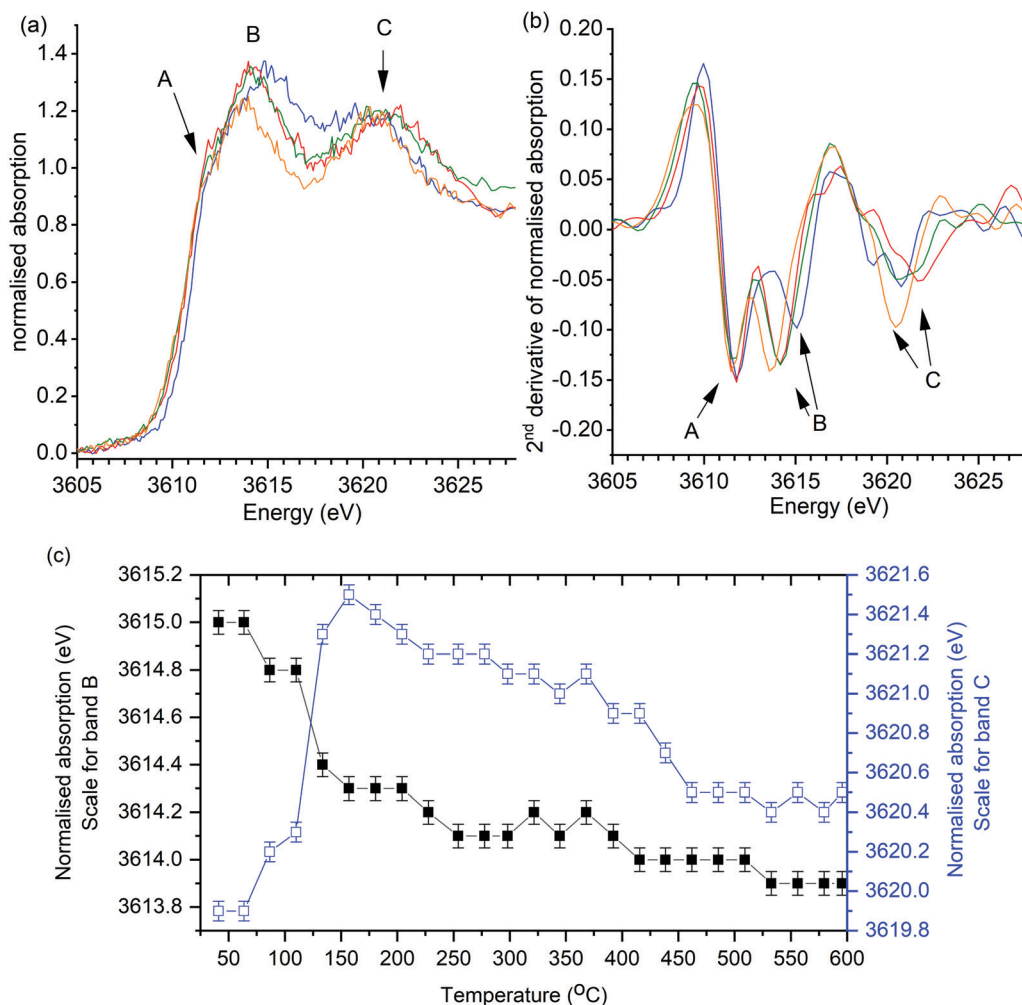 (a)
B
C
A
1.4
1.2
1.0
0.8
0.6
0.4
0.2
0.0
normalised absorption
3605 3610 3615 3620 3625
Energy (eV)
(b)
0.20
0.15
0.10
0.05
0.00
-0.05
-0.10
-0.15
-0.20
2nd derivative of normalised absorption
A
B
C
3605 3610 3615 3620 3625
Energy (eV)
(c)
3615.2
3615.0
3614.8
3614.6
3614.4
3614.2
3614.0
3613.8
Normalised absorption (eV)
Scale for band B
3621.6
3621.4
3621.2
3621.0
3620.8
3620.6
3620.4
3620.2
3620.0
3619.8
Normalised absorption (eV)
Scale for band C
50 100 150 200 250 300 350 400 450 500 550 600
Temperature (OC)